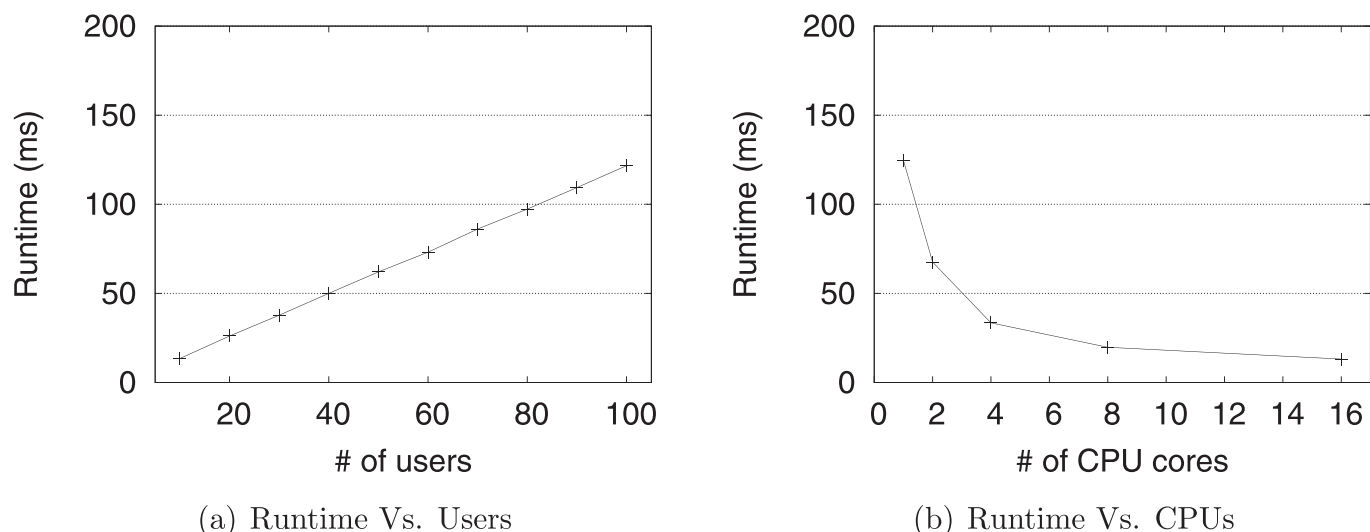 200
150
100
50
0
Runtime (ms)
20 40 60 80 100
# of users
(a) Runtime Vs. Users
200
150
100
50
0
Runtime (ms)
0 2 4 6 8 10 12 14 16
# of CPU cores
(b) Runtime Vs. CPUs